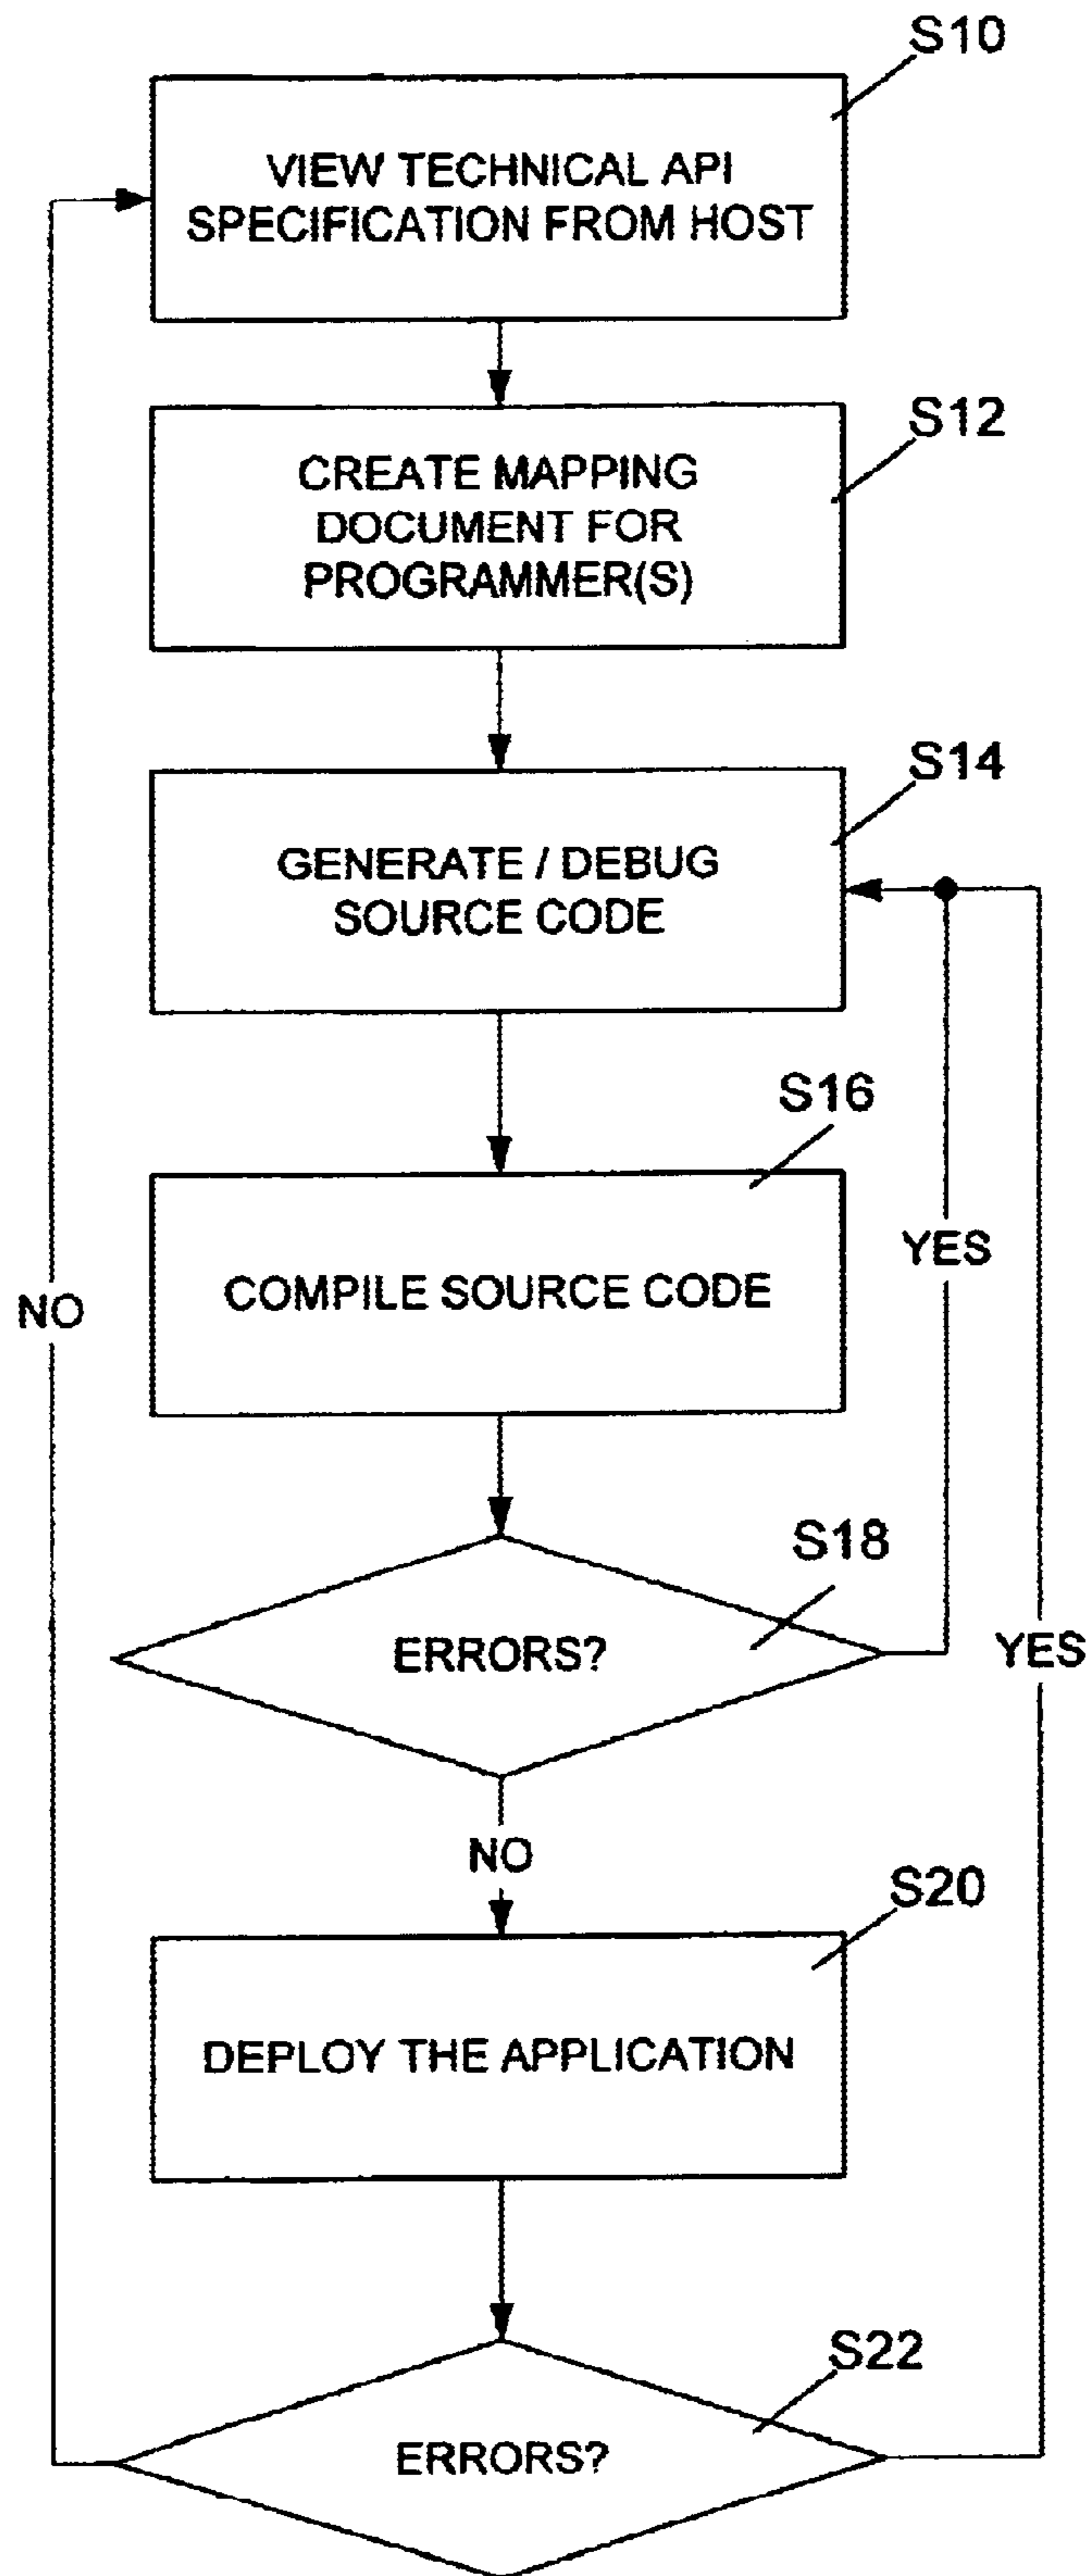 S10
VIEW TECHNICAL API
SPECIFICATION FROM HOST
S12
CREATE MAPPING
DOCUMENT FOR
PROGRAMMER(S)
S14
GENERATE / DEBUG
SOURCE CODE
S16
YES
COMPILE SOURCE CODE
NO
S18
ERRORS?
YES
NO
S20
DEPLOY THE APPLICATION
S22
ERRORS?